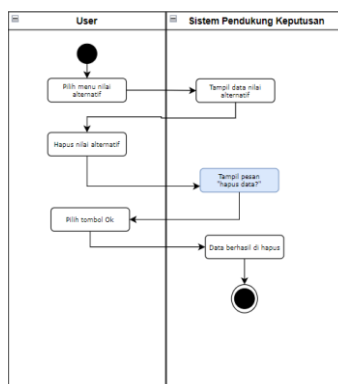 User
Sistem Pendukung Keputusan
Pilih menu nilai
alternatif
Tampil data nilai
alternatif
Hapus nilai alternatif
Tampil pesan
"hapus data?"
Pilih tombol Ok
Data berhasil di hapus